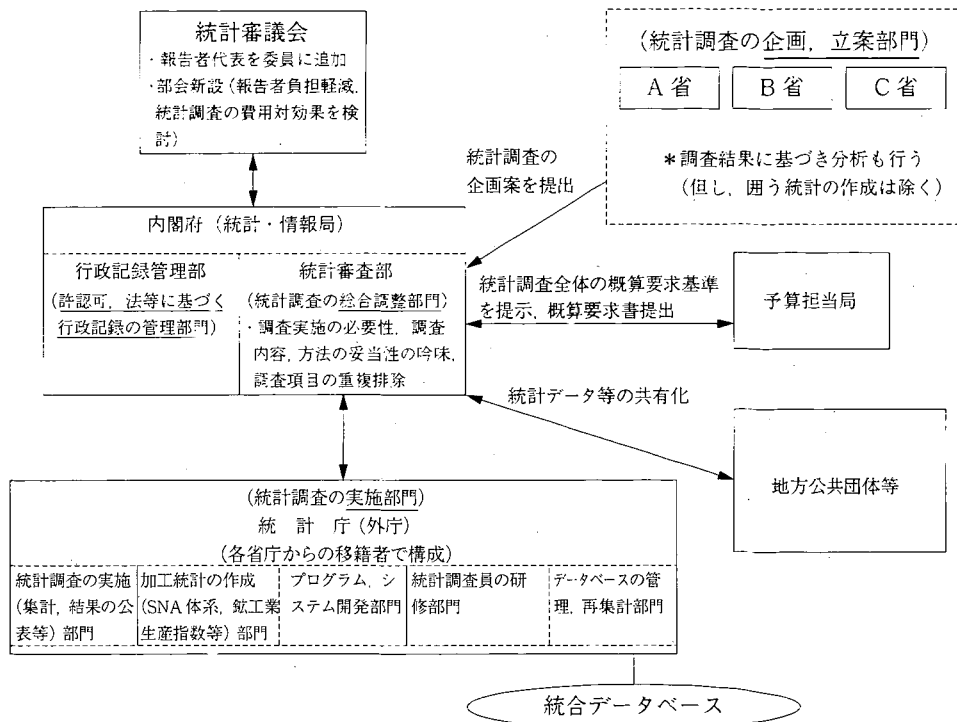 統計審議会
・報告者代表を委員に追加
・部会新設(報告者負担軽減,
統計調査の費用対効果を検
討)
(統計調査の企画, 立案部門)
A省
B省
C省
*調査結果に基づき分析も行う
(但し, 囲う統計の作成は除く)
統計調査の
企画案を提出
内閣府(統計・情報局)
行政記録管理部
(許認可, 法等に基づく
行政記録の管理部門)
統計審査部
(統計調査の総合調整部門)
・調査実施の必要性, 調査
内容, 方法の妥当性の吟味,
調査項目の重複排除
統計調査全体の概算要求基準
を提示, 概算要求書提出
予算担当局
統計データ等の共有化
地方公共団体等
(統計調査の実施部門)
統 計 庁(外庁)
(各省庁からの移籍者で構成)
統計調査の実施
(集計, 結果の公
表等)部門
加工統計の作成
(SNA体系, 鉱工業
生産指数等)部門
プログラム, シ
ステム開発部門
統計調査員の研
修部門
データベースの管
理, 再集計部門
統合データベース